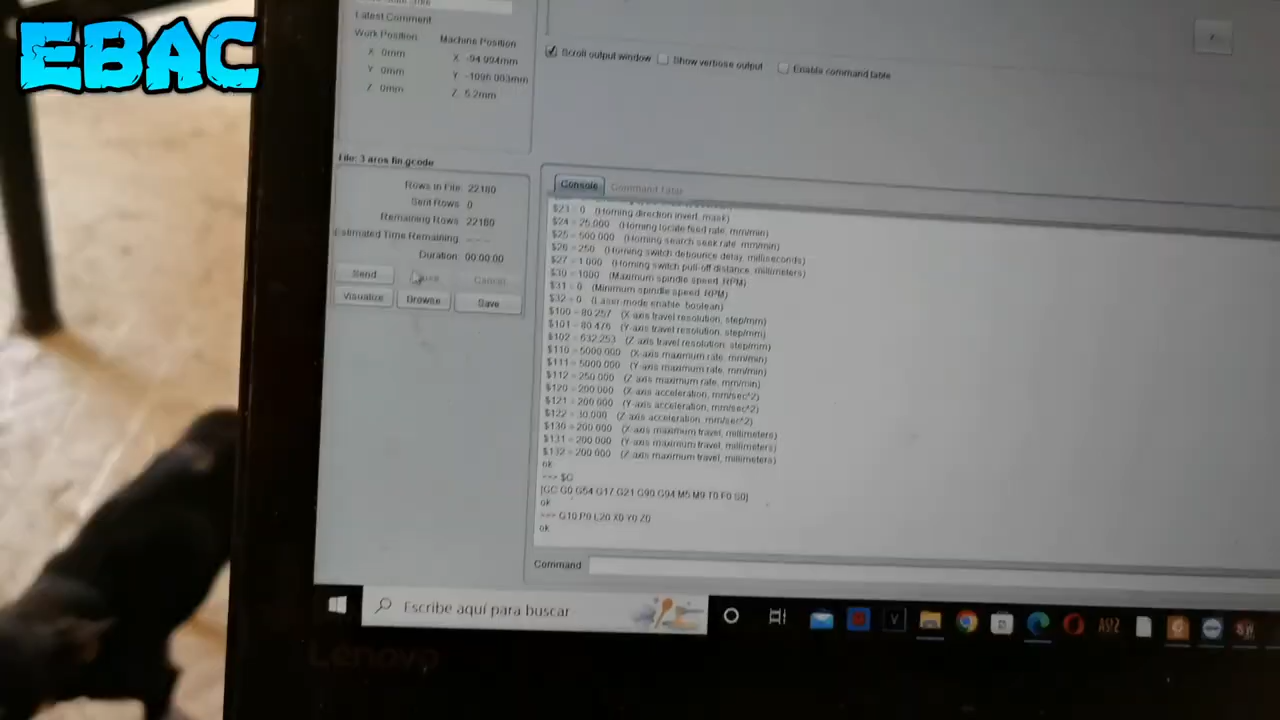 EBAC
Latest Comment
Work Position
Machine Position
X: 0mm
X: -94.994mm
Y: 0mm
Y: -1096.003mm
Z: 0mm
Z: 5.2mm
Scroll output window
Show verbose output
Enable command table
File: 3 aros fin.gcode
Rows in File: 22180
Sent Rows: 0
Remaining Rows: 22180
Estimated Time Remaining: --:--:--
Duration: 00:00:00
Send
Cancel
Visualize
Browse
Save
Console
Command Table
$23 = 0 (Homing direction invert, mask)
$24 = 25.000 (Homing locate feed rate, mm/min)
$25 = 500.000 (Homing search seek rate, mm/min)
$26 = 250 (Homing switch debounce delay, milliseconds)
$27 = 1.000 (Homing switch pull-off distance, millimeters)
$30 = 1000 (Maximum spindle speed, RPM)
$31 = 0 (Minimum spindle speed, RPM)
$32 = 0 (Laser-mode enable, boolean)
$100 = 80.257 (X-axis travel resolution, step/mm)
$101 = 80.476 (Y-axis travel resolution, step/mm)
$102 = 632.253 (Z-axis travel resolution, step/mm)
$110 = 5000.000 (X-axis maximum rate, mm/min)
$111 = 5000.000 (Y-axis maximum rate, mm/min)
$112 = 250.000 (Z-axis maximum rate, mm/min)
$120 = 200.000 (X-axis acceleration, mm/sec^2)
$121 = 200.000 (Y-axis acceleration, mm/sec^2)
$122 = 10.000 (Z-axis acceleration, mm/sec^2)
$130 = 200.000 (X-axis maximum travel, millimeters)
$131 = 200.000 (Y-axis maximum travel, millimeters)
$132 = 200.000 (Z-axis maximum travel, millimeters)
ok
>>> $G
[GC:G0 G54 G17 G21 G90 G94 M5 M9 T0 F0 S0]
ok
>>> G10 P0 L20 X0 Y0 Z0
ok
Command
Escribe aquí para buscar
Lenovo